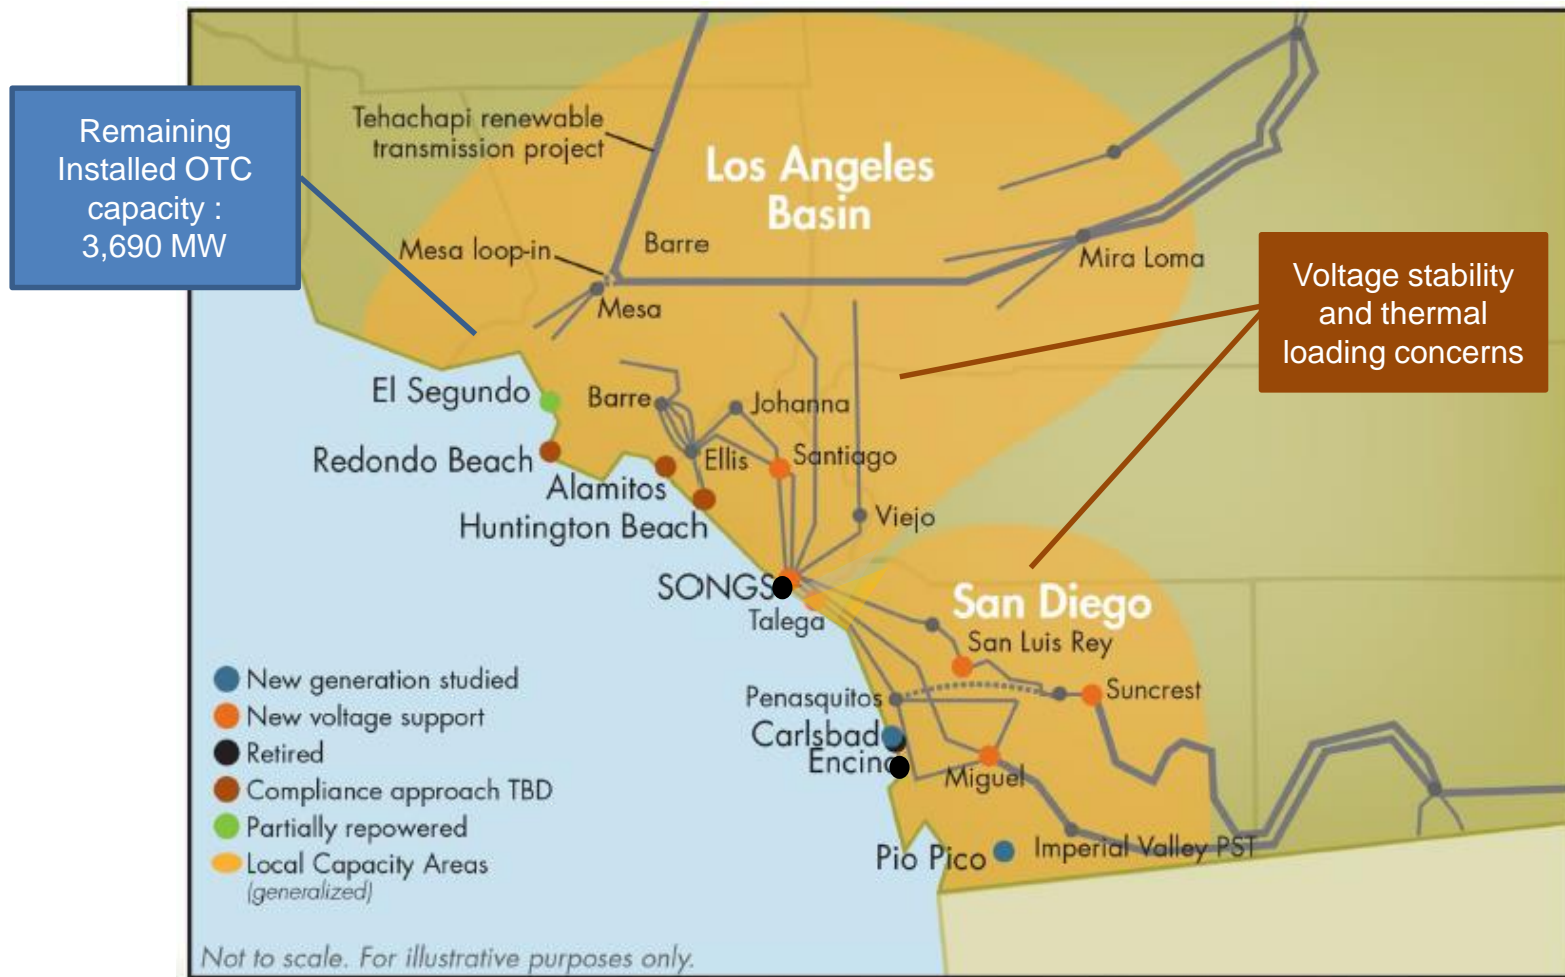 Remaining
Installed OTC
capacity :
3,690 MW
Tehachapi renewable
transmission project
Los Angeles
Basin
Mesa loop-in
Barre
Mira Loma
Mesa
Voltage stability
and thermal
loading concerns
El Segundo
Barre
Johanna
Redondo Beach
Ellis
Santiago
Alamitos
Huntington Beach
Viejo
SONGS
Talega
San Diego
San Luis Rey
Penasquitos
Suncrest
Carlsbad
Encina
Miguel
Pio Pico
Imperial Valley PST
New generation studied
New voltage support
Retired
Compliance approach TBD
Partially repowered
Local Capacity Areas
(generalized)
Not to scale. For illustrative purposes only.